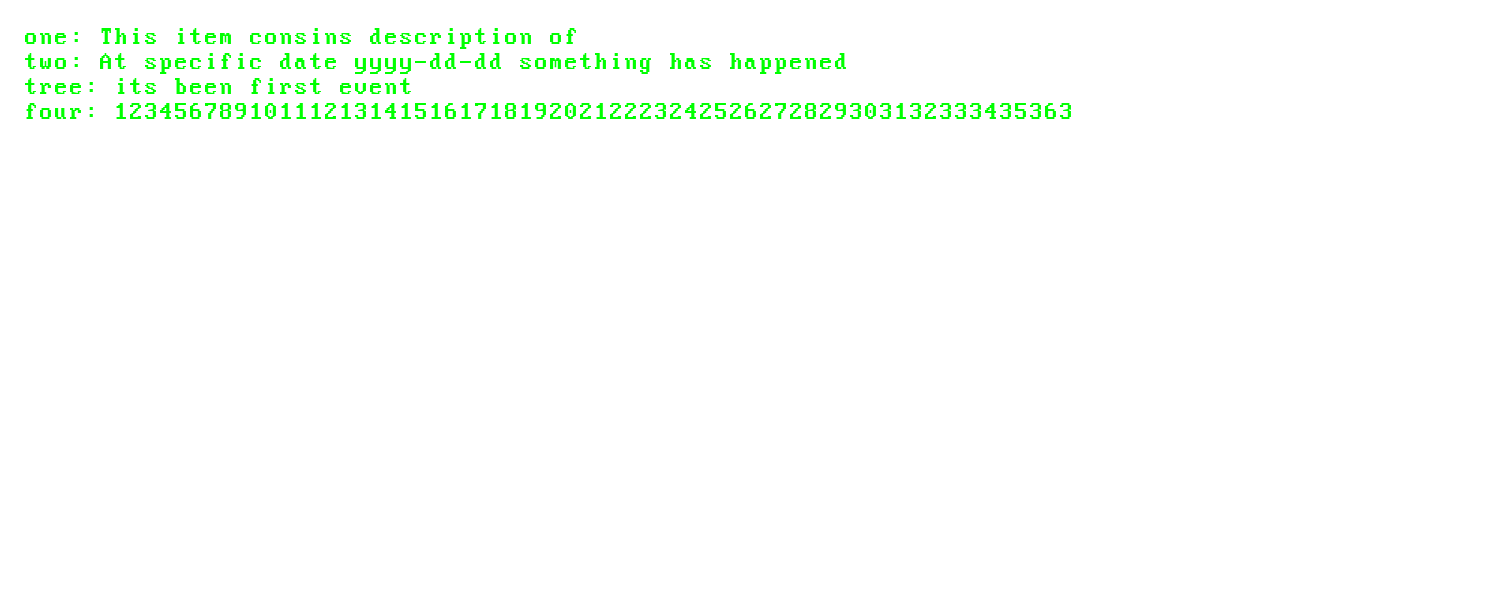 one: This item consins description of
two: At specific date yyyy-dd-dd something has happened
tree: its been first event
four: 1234567891011121314151617181920212223242526272829303132333435363